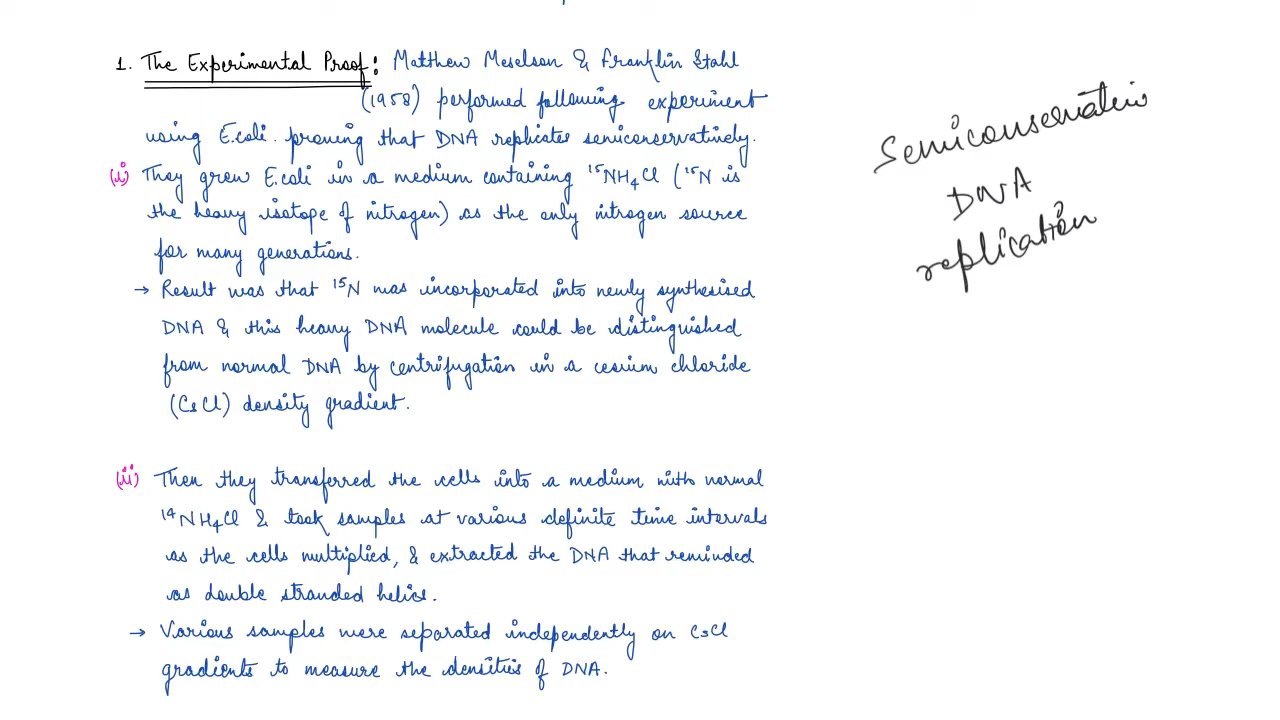 1. The Experimental Proof: Matthew Meselson & Franklin Stahl
(1958) performed following experiment
using E.coli. proving that DNA replicates semiconservatively.
(i) They grew E.coli in a medium containing ¹⁵NH₄Cl (¹⁵N is
the heavy isotope of nitrogen) as the only nitrogen source
for many generations.
→ Result was that ¹⁵N was incorporated into newly synthesised
DNA & this heavy DNA molecule could be distinguished
from normal DNA by centrifugation in a cesium chloride
(CsCl) density gradient.
(ii) Then they transferred the cells into a medium with normal
¹⁴NH₄Cl & took samples at various definite time intervals
as the cells multiplied, & extracted the DNA that reminded
as double stranded helics.
→ Various samples were separated independently on CsCl
gradients to measure the densities of DNA.
Semiconservative
DNA
replication